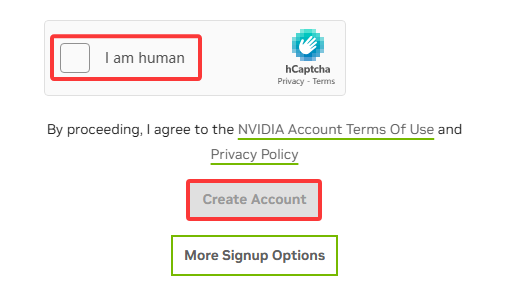 I am human
hCaptcha
Privacy - Terms
By proceeding, I agree to the NVIDIA Account Terms Of Use and
Privacy Policy
Create Account
More Signup Options